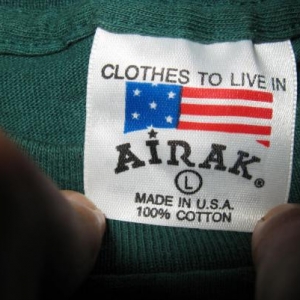 CLOTHES TO LIVE IN
AIRAK®
L
MADE IN U.S.A.
100% COTTON